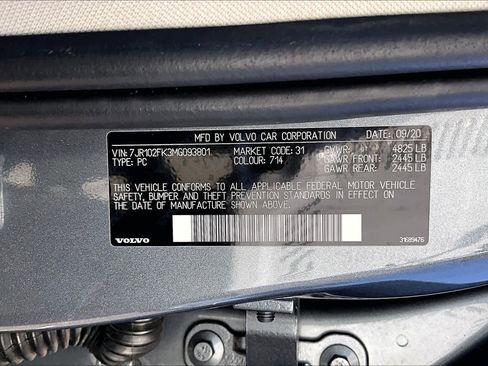 MFD BY VOLVO CAR CORPORATION DATE: 09/20
VIN: 7JR102FK3MG093801 MARKET CODE: 31 GVWR: 4825 LB
TYPE: PC COLOUR: 714 GAWR FRONT: 2445 LB
GAWR REAR: 2445 LB
THIS VEHICLE CONFORMS TO ALL APPLICABLE FEDERAL MOTOR VEHICLE
SAFETY, BUMPER AND THEFT PREVENTION STANDARDS IN EFFECT ON
THE DATE OF MANUFACTURE SHOWN ABOVE.
VOLVO 31689476